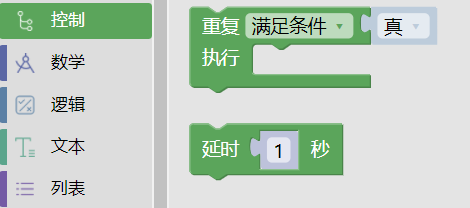 控制
数学
逻辑
文本
列表
重复 满足条件 真
执行
延时 1 秒